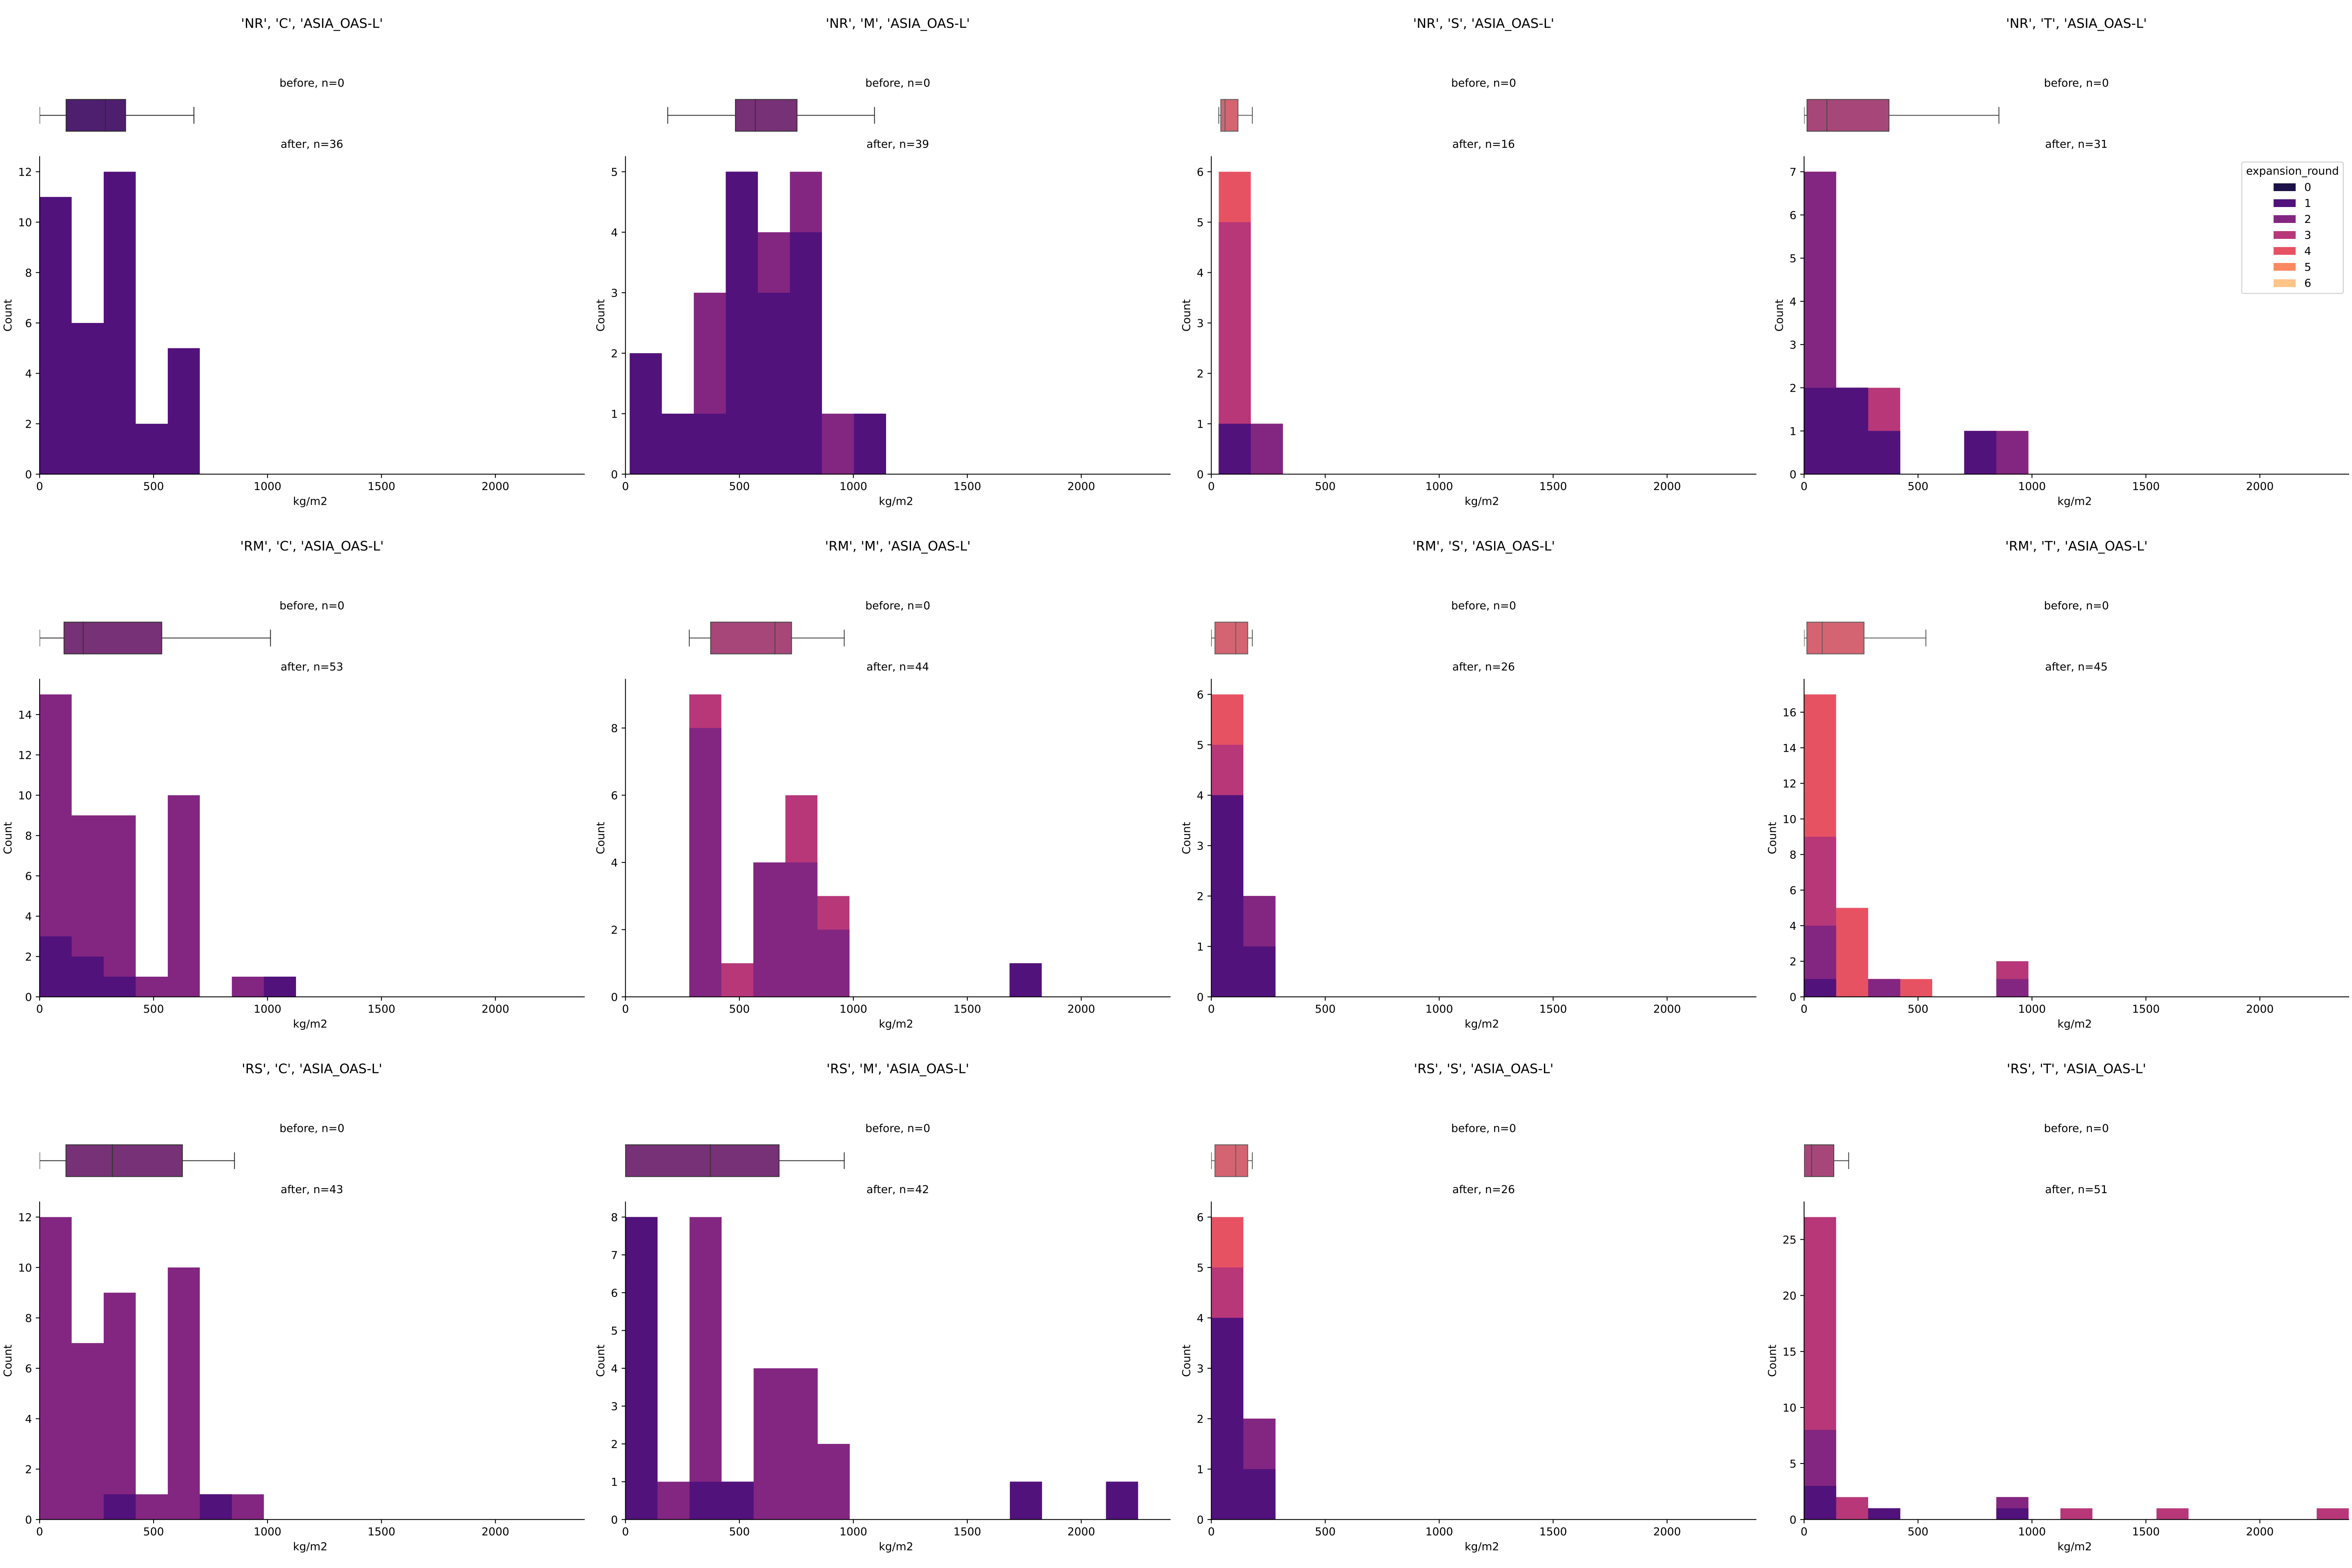 'NR', 'C', 'ASIA_OAS-L'
before, n=0
after, n=36
12
10
8
6
4
2
0
Count
0 500 1000 1500 2000
kg/m2
'NR', 'M', 'ASIA_OAS-L'
before, n=0
after, n=39
5
4
3
2
1
0
Count
0 500 1000 1500 2000
kg/m2
'NR', 'S', 'ASIA_OAS-L'
before, n=0
after, n=16
6
5
4
3
2
1
0
Count
0 500 1000 1500 2000
kg/m2
'NR', 'T', 'ASIA_OAS-L'
before, n=0
after, n=31
7
6
5
4
3
2
1
0
Count
0 500 1000 1500 2000
kg/m2
expansion_round
0
1
2
3
4
5
6
'RM', 'C', 'ASIA_OAS-L'
before, n=0
after, n=53
14
12
10
8
6
4
2
0
Count
0 500 1000 1500 2000
kg/m2
'RM', 'M', 'ASIA_OAS-L'
before, n=0
after, n=44
8
6
4
2
0
Count
0 500 1000 1500 2000
kg/m2
'RM', 'S', 'ASIA_OAS-L'
before, n=0
after, n=26
6
5
4
3
2
1
0
Count
0 500 1000 1500 2000
kg/m2
'RM', 'T', 'ASIA_OAS-L'
before, n=0
after, n=45
16
14
12
10
8
6
4
2
0
Count
0 500 1000 1500 2000
kg/m2
'RS', 'C', 'ASIA_OAS-L'
before, n=0
after, n=43
12
10
8
6
4
2
0
Count
0 500 1000 1500 2000
kg/m2
'RS', 'M', 'ASIA_OAS-L'
before, n=0
after, n=42
8
7
6
5
4
3
2
1
0
Count
0 500 1000 1500 2000
kg/m2
'RS', 'S', 'ASIA_OAS-L'
before, n=0
after, n=26
6
5
4
3
2
1
0
Count
0 500 1000 1500 2000
kg/m2
'RS', 'T', 'ASIA_OAS-L'
before, n=0
after, n=51
25
20
15
10
5
0
Count
0 500 1000 1500 2000
kg/m2